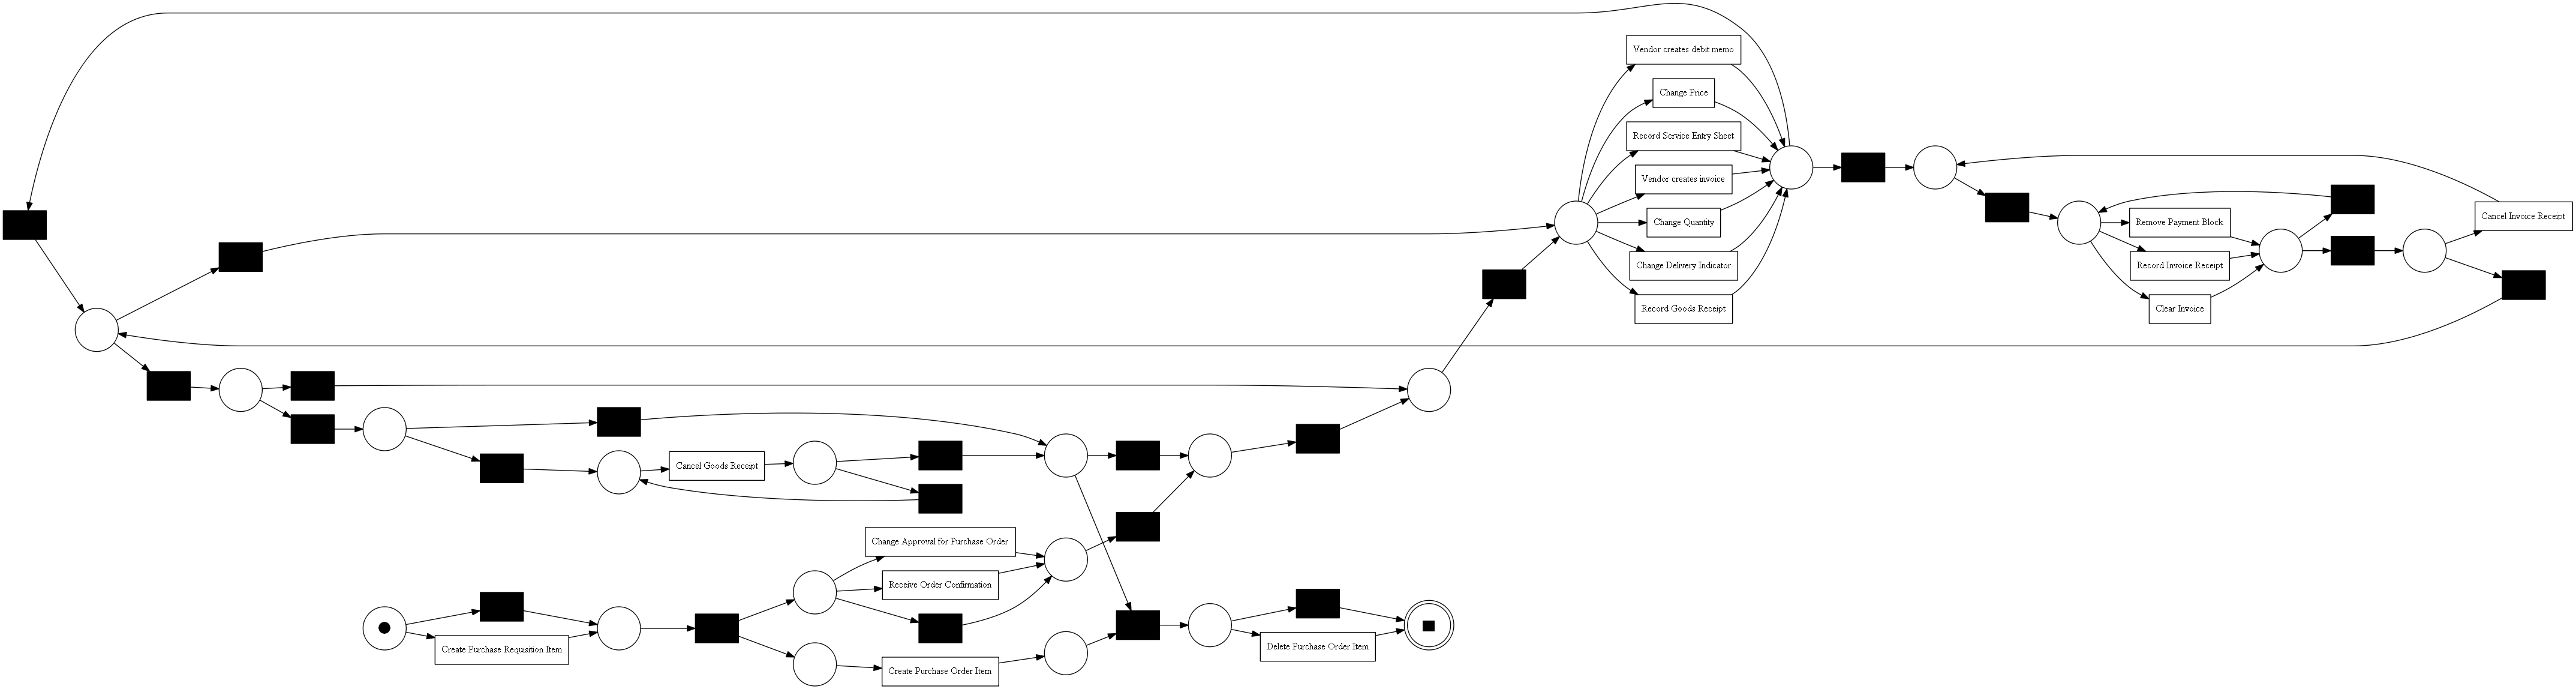 Vendor creates debit memo
Change Price
Record Service Entry Sheet
Vendor creates invoice
Change Quantity
Change Delivery Indicator
Record Goods Receipt
Remove Payment Block
Record Invoice Receipt
Clear Invoice
Cancel Invoice Receipt
Cancel Goods Receipt
Change Approval for Purchase Order
Receive Order Confirmation
Create Purchase Requisition Item
Create Purchase Order Item
Delete Purchase Order Item